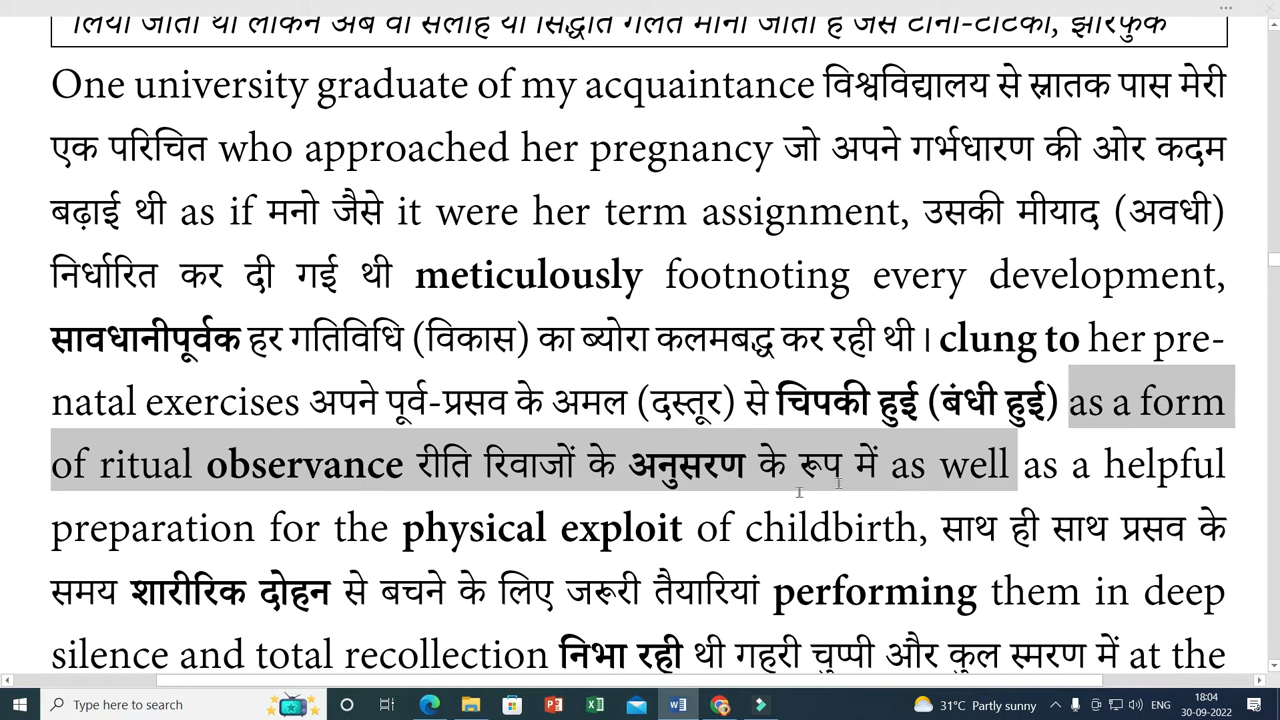 लिया जाता था लेकिन अब वो सलाह या सिद्धांत गलत माना जाता है जैसे टोना-टोटका, झारफुंक
One university graduate of my acquaintance विश्वविद्यालय से स्नातक पास मेरी
एक परिचित who approached her pregnancy जो अपने गर्भधारण की ओर कदम
बढ़ाई थी as if मनो जैसे it were her term assignment, उसकी मीयाद (अवधी)
निर्धारित कर दी गई थी meticulously footnoting every development,
सावधानीपूर्वक हर गतिविधि (विकास) का ब्योरा कलमबद्ध कर रही थी। clung to her pre-
natal exercises अपने पूर्व-प्रसव के अमल (दस्तूर) से चिपकी हुई (बंधी हुई) as a form
of ritual observance रीति रिवाजों के अनुसरण के रूप में as well as a helpful
preparation for the physical exploit of childbirth, साथ ही साथ प्रसव के
समय शारीरिक दोहन से बचने के लिए जरूरी तैयारियां performing them in deep
silence and total recollection निभा रही थी गहरी चुप्पी और कुल स्मरण में at the
Type here to search
31°C Partly sunny
ENG
18:04
30-09-2022